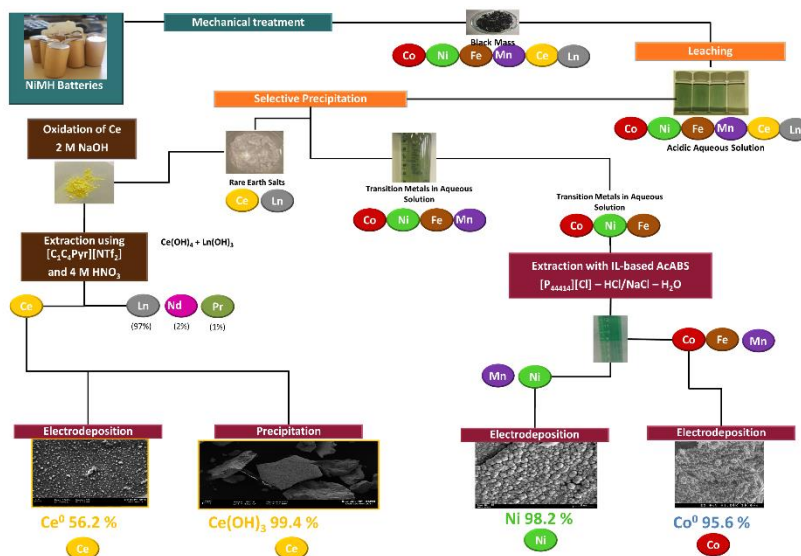 Mechanical treatment
NiMH Batteries
Black Mass
Co Ni Fe Mn Ce Ln
Leaching
Selective Precipitation
Co Ni Fe Mn Ce Ln
Acidic Aqueous Solution
Oxidation of Ce
2 M NaOH
Rare Earth Salts
Ce Ln
Transition Metals in Aqueous
Solution
Co Ni Fe Mn
Transition Metals in Aqueous
Solution
Co Ni Fe
Ce(OH)₄ + Ln(OH)₃
Extraction using
[C₁C₄Pyr][NTf₂]
and 4 M HNO₃
Extraction with IL-based AcABS
[P₄₄₄₁₄][Cl] – HCl/NaCl – H₂O
Ce Ln Nd Pr
(97%) (2%) (1%)
Co Fe Mn
Mn Ni
Electrodeposition
Precipitation
Electrodeposition
Electrodeposition
Ce⁰ 56.2 %
Ce(OH)₃ 99.4 %
Ni 98.2 %
Co⁰ 95.6 %
Ce
Ce
Ni
Co